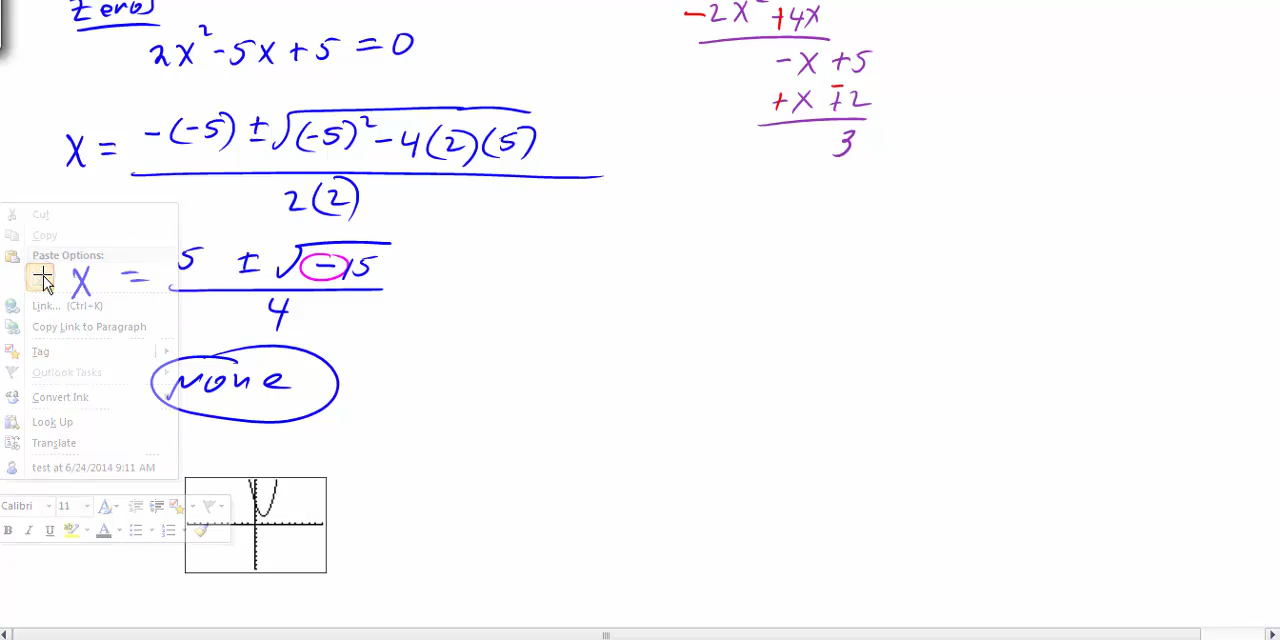 Zeros
2x² - 5x + 5 = 0
x = -(-5) ± √(-5)² - 4(2)(5)
2(2)
x = 5 ± √-15
4
none
-2x² + 4x
-x + 5
+x ∓ 2
3
Cut
Copy
Paste Options:
Link... (Ctrl+K)
Copy Link to Paragraph
Tag
Outlook Tasks
Convert Ink
Look Up
Translate
test at 6/24/2014 9:11 AM
Calibri 11 A
B I U ab A